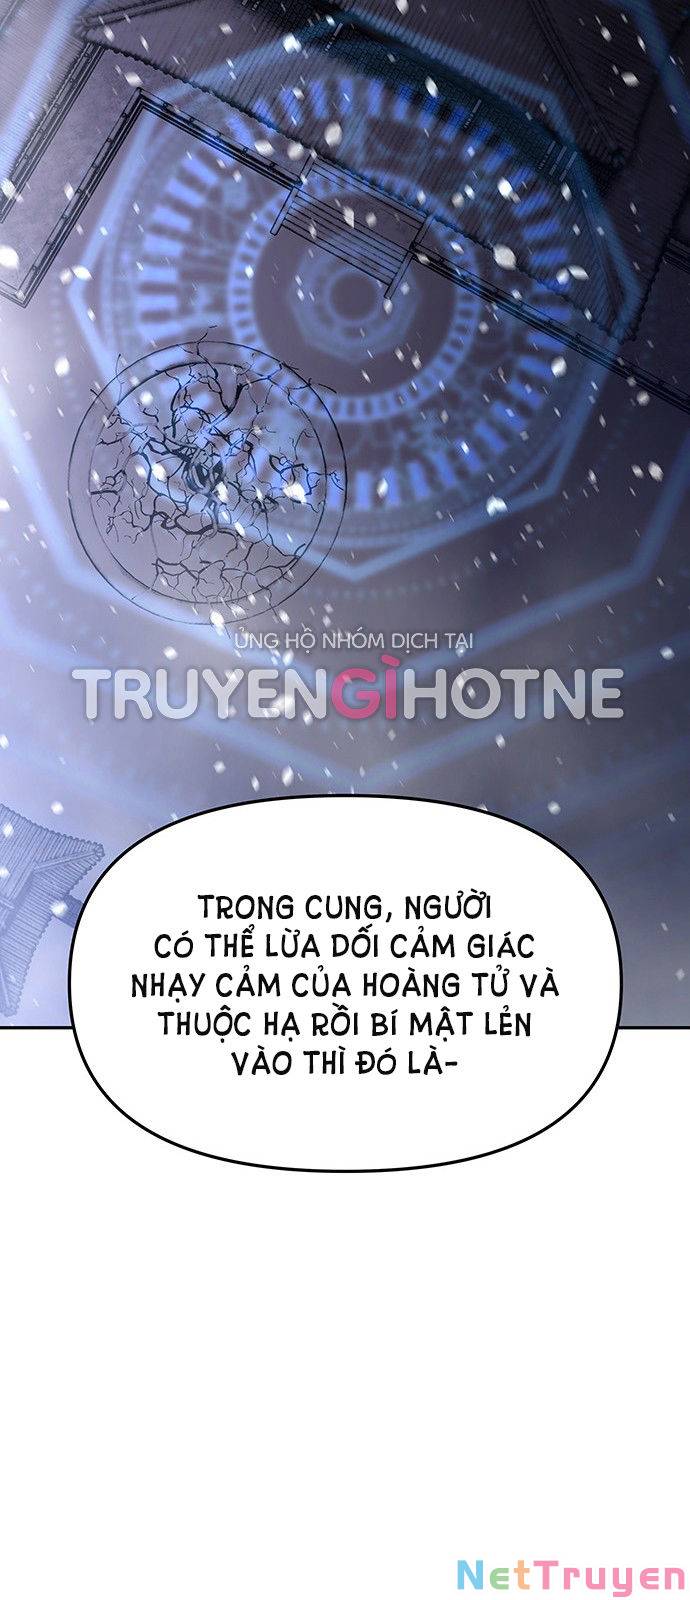 ỦNG HỘ NHÓM DỊCH TẠI
TRUYENGÌHOTNE
TRONG CUNG, NGƯỜI
CÓ THỂ LỪA DỐI CẢM GIÁC
NHẠY CẢM CỦA HOÀNG TỬ VÀ
THUỘC HẠ RỒI BÍ MẬT LẺN
VÀO THÌ ĐÓ LÀ-
NetTruyen